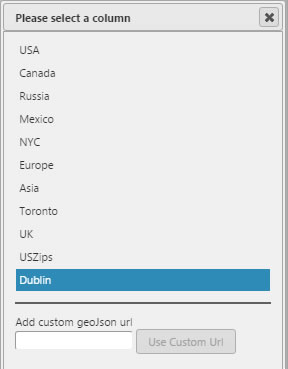 Please select a column
USA
Canada
Russia
Mexico
NYC
Europe
Asia
Toronto
UK
USZips
Dublin
Add custom geoJson url
Use Custom Url